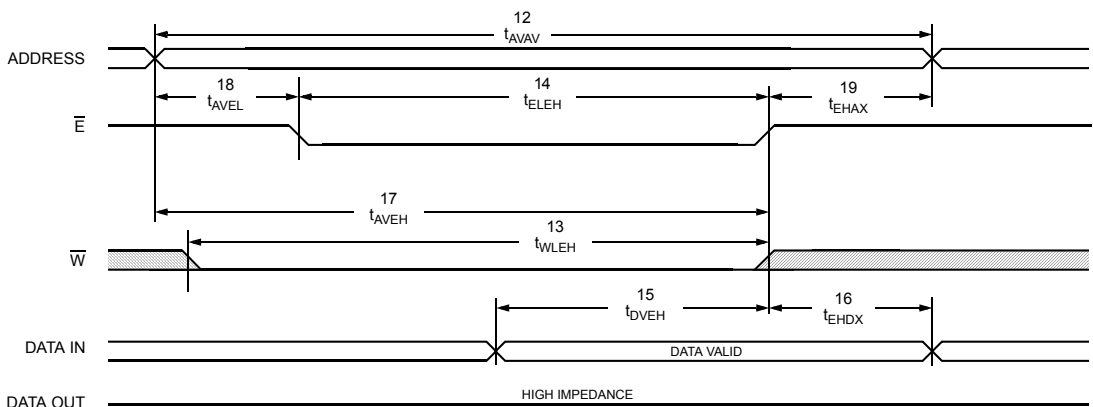 12
tAVAV
ADDRESS
18
tAVEL
14
tELEH
19
tEHAX
E
17
tAVEH
13
tWLEH
W
15
tDVEH
16
tEHDX
DATA IN
DATA VALID
HIGH IMPEDANCE
DATA OUT